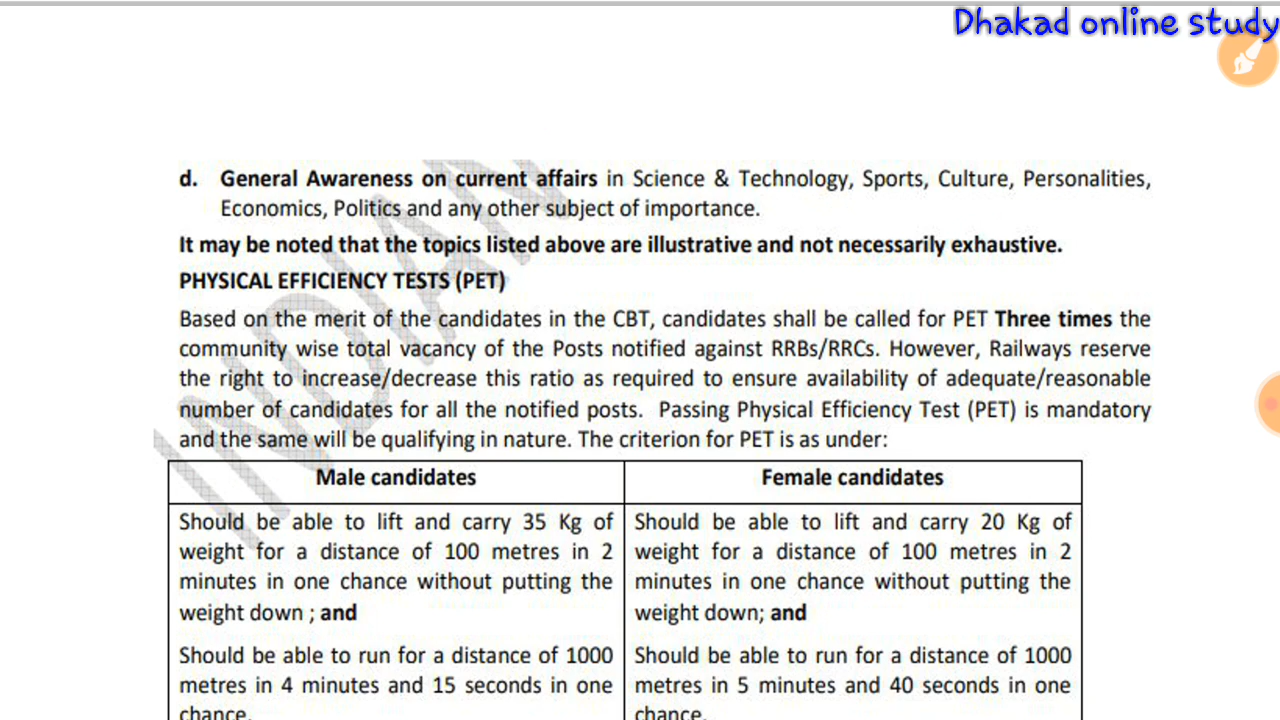 Dhakad online study
d. General Awareness on current affairs in Science & Technology, Sports, Culture, Personalities,
Economics, Politics and any other subject of importance.
It may be noted that the topics listed above are illustrative and not necessarily exhaustive.
PHYSICAL EFFICIENCY TESTS (PET)
Based on the merit of the candidates in the CBT, candidates shall be called for PET Three times the
community wise total vacancy of the Posts notified against RRBs/RRCs. However, Railways reserve
the right to increase/decrease this ratio as required to ensure availability of adequate/reasonable
number of candidates for all the notified posts. Passing Physical Efficiency Test (PET) is mandatory
and the same will be qualifying in nature. The criterion for PET is as under:
Male candidates
Should be able to lift and carry 35 Kg of
weight for a distance of 100 metres in 2
minutes in one chance without putting the
weight down ; and
Should be able to run for a distance of 1000
metres in 4 minutes and 15 seconds in one
chance.
Female candidates
Should be able to lift and carry 20 Kg of
weight for a distance of 100 metres in 2
minutes in one chance without putting the
weight down; and
Should be able to run for a distance of 1000
metres in 5 minutes and 40 seconds in one
chance.
INDIAN